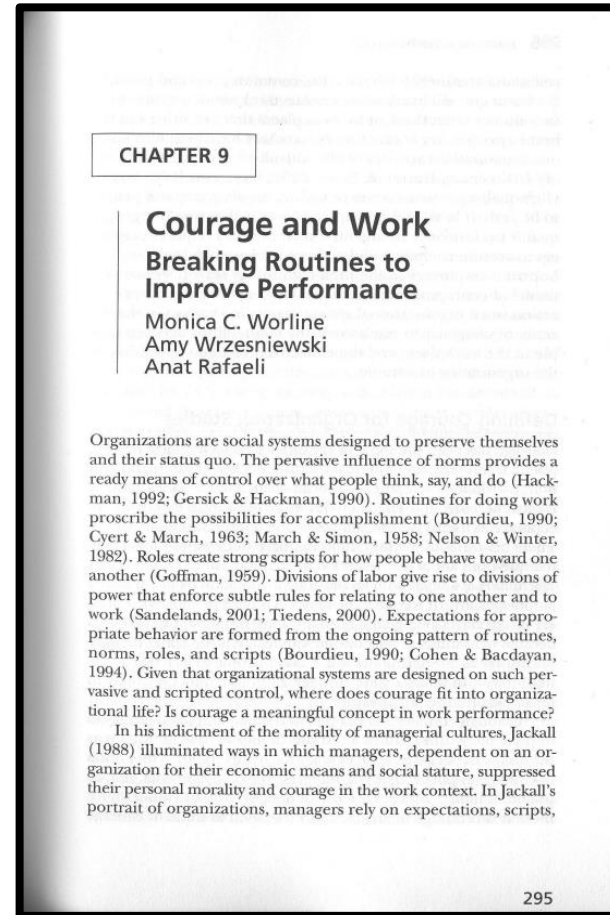 CHAPTER 9
Courage and Work
Breaking Routines to
Improve Performance
Monica C. Worline
Amy Wrzesniewski
Anat Rafaeli
Organizations are social systems designed to preserve themselves
and their status quo. The pervasive influence of norms provides a
ready means of control over what people think, say, and do (Hack-
man, 1992; Gersick & Hackman, 1990). Routines for doing work
proscribe the possibilities for accomplishment (Bourdieu, 1990;
Cyert & March, 1963; March & Simon, 1958; Nelson & Winter,
1982). Roles create strong scripts for how people behave toward one
another (Goffman, 1959). Divisions of labor give rise to divisions of
power that enforce subtle rules for relating to one another and to
work (Sandelands, 2001; Tiedens, 2000). Expectations for appro-
priate behavior are formed from the ongoing pattern of routines,
norms, roles, and scripts (Bourdieu, 1990; Cohen & Bacdayan,
1994). Given that organizational systems are designed on such per-
vasive and scripted control, where does courage fit into organiza-
tional life? Is courage a meaningful concept in work performance?
In his indictment of the morality of managerial cultures, Jackall
(1988) illuminated ways in which managers, dependent on an or-
ganization for their economic means and social stature, suppressed
their personal morality and courage in the work context. In Jackall's
portrait of organizations, managers rely on expectations, scripts,
295